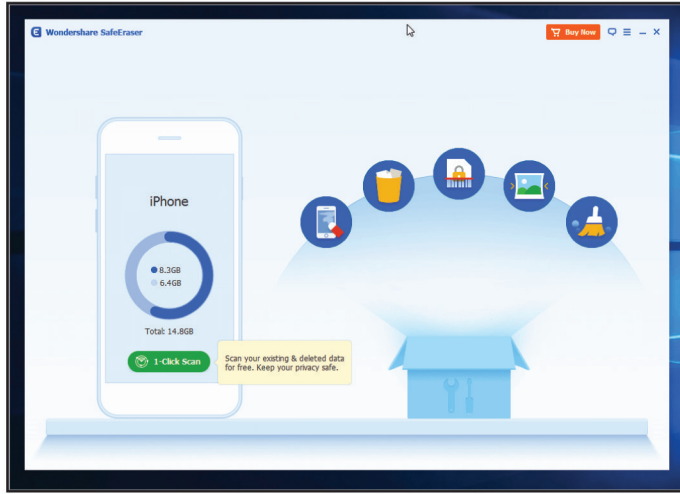 Wondershare SafeEraser
Buy Now
iPhone
8.3GB
6.4GB
Total: 14.8GB
1-Click Scan
Scan your existing & deleted data
for free. Keep your privacy safe.